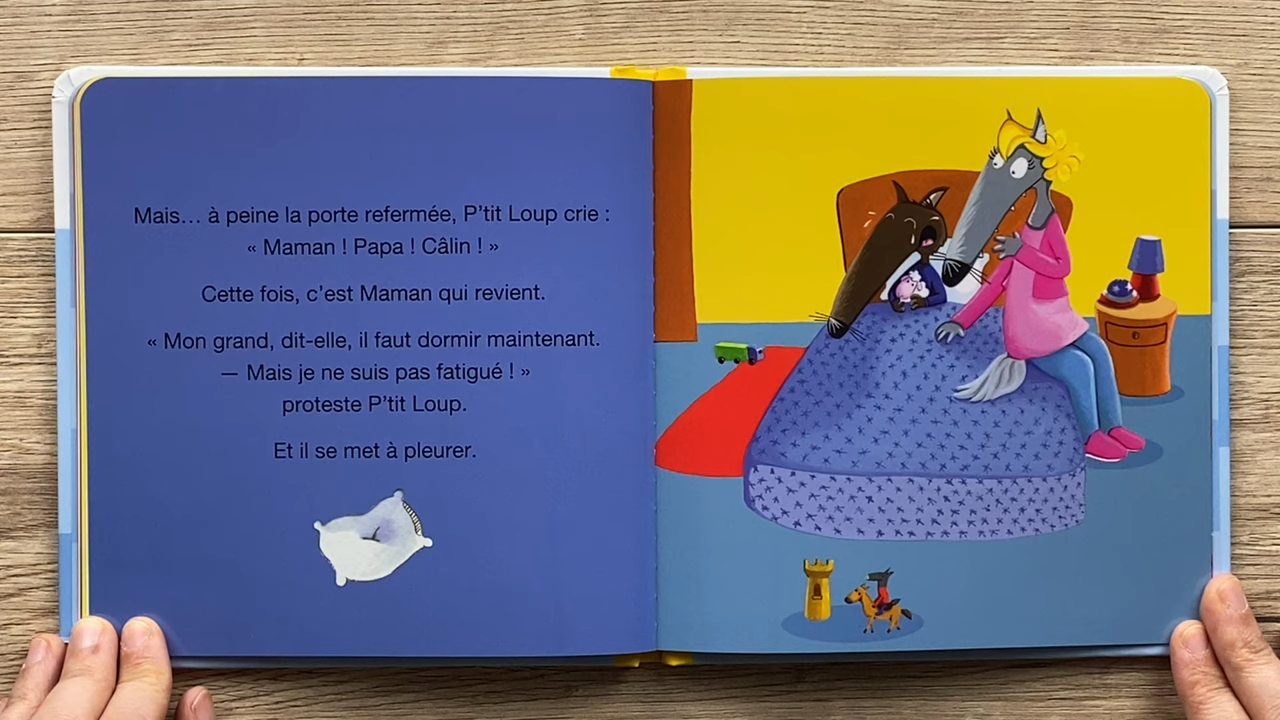 Mais... à peine la porte refermée, P'tit Loup crie :
« Maman ! Papa ! Câlin ! »
Cette fois, c'est Maman qui revient.
« Mon grand, dit-elle, il faut dormir maintenant.
— Mais je ne suis pas fatigué ! »
proteste P'tit Loup.
Et il se met à pleurer.